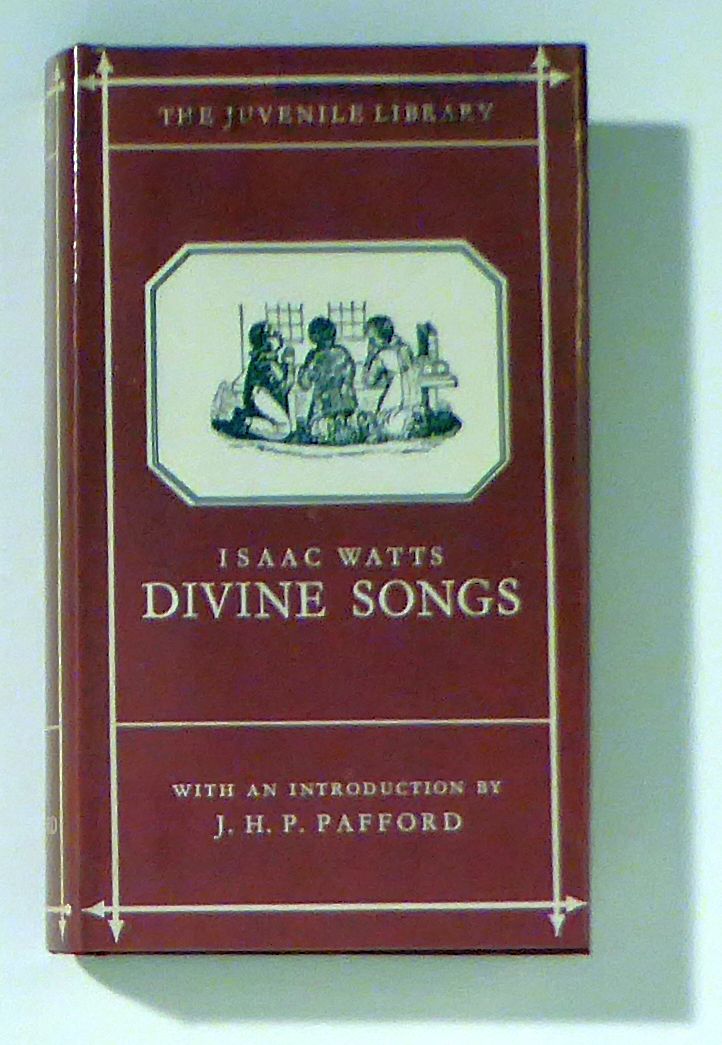 THE JUVENILE LIBRARY
ISAAC WATTS
DIVINE SONGS
WITH AN INTRODUCTION BY
J. H. P. PAFFORD